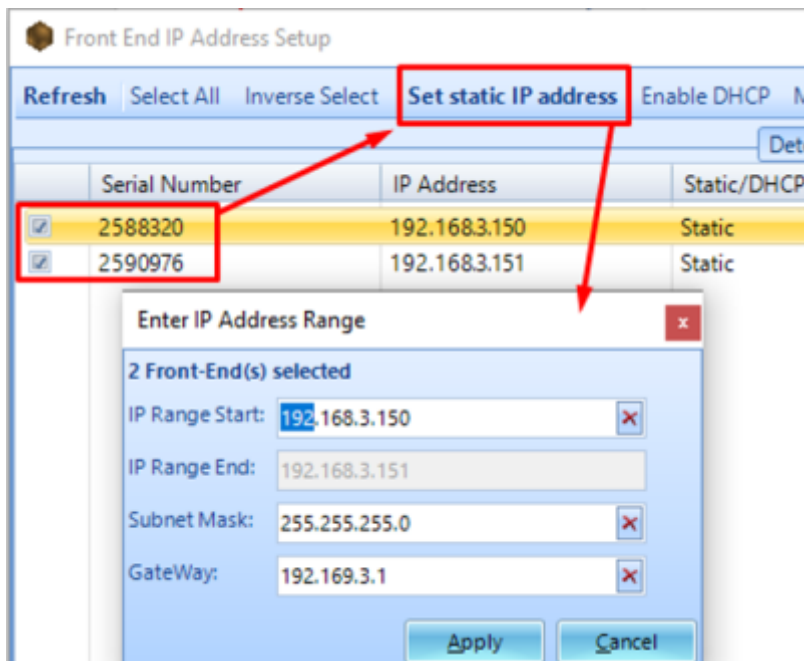 Front End IP Address Setup
Refresh Select All Inverse Select Set static IP address Enable DHCP
Serial Number IP Address Static/DHCP
2588320 192.168.3.150 Static
2590976 192.168.3.151 Static
Enter IP Address Range
2 Front-End(s) selected
IP Range Start: 192.168.3.150
IP Range End: 192.168.3.151
Subnet Mask: 255.255.255.0
GateWay: 192.169.3.1
Apply Cancel